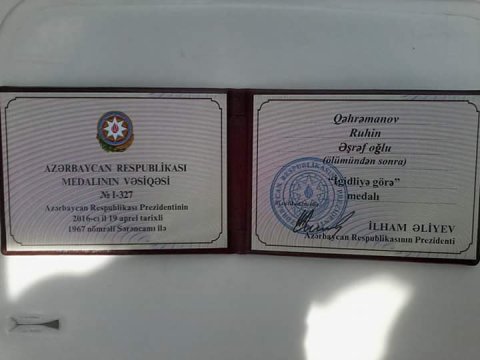 AZƏRBAYCAN RESPUBLİKASI
MEDALININ VƏSİQƏSİ
№ I-327
Azərbaycan Respublikası Prezidentinin
2016-cı il 19 aprel tarixli
1967 nömrəli Sərəncamı ilə
Qəhrəmanov
Ruhin
Əşrəf oğlu
(ölümündən sonra)
"İgidliyə görə"
medalı
İLHAM ƏLİYEV
Azərbaycan Respublikasının Prezidenti